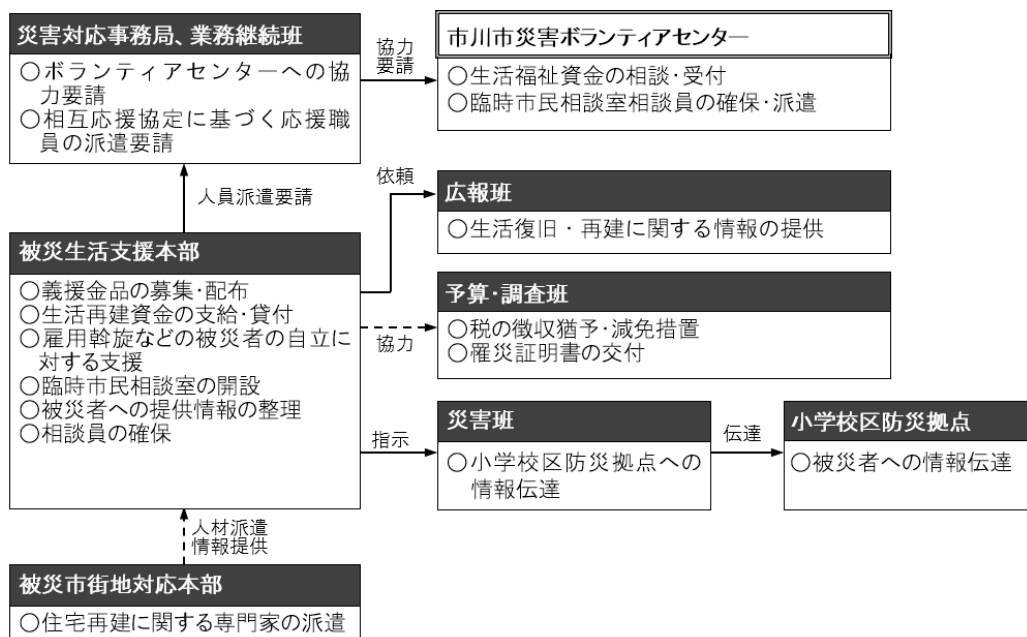 災害対応事務局、業務継続班
○ボランティアセンターへの協
力要請
○相互応援協定に基づく応援職
員の派遣要請
協力
要請
市川市災害ボランティアセンター
○生活福祉資金の相談・受付
○臨時市民相談室相談員の確保・派遣
人員派遣要請
依頼
広報班
○生活復旧・再建に関する情報の提供
被災生活支援本部
○義援金品の募集・配布
○生活再建資金の支給・貸付
○雇用斡旋などの被災者の自立に
対する支援
○臨時市民相談室の開設
○被災者への提供情報の整理
○相談員の確保
協力
予算・調査班
○税の徴収猶予・減免措置
○罹災証明書の交付
指示
災害班
○小学校区防災拠点への
情報伝達
伝達
小学校区防災拠点
○被災者への情報伝達
人材派遣
情報提供
被災市街地対応本部
○住宅再建に関する専門家の派遣